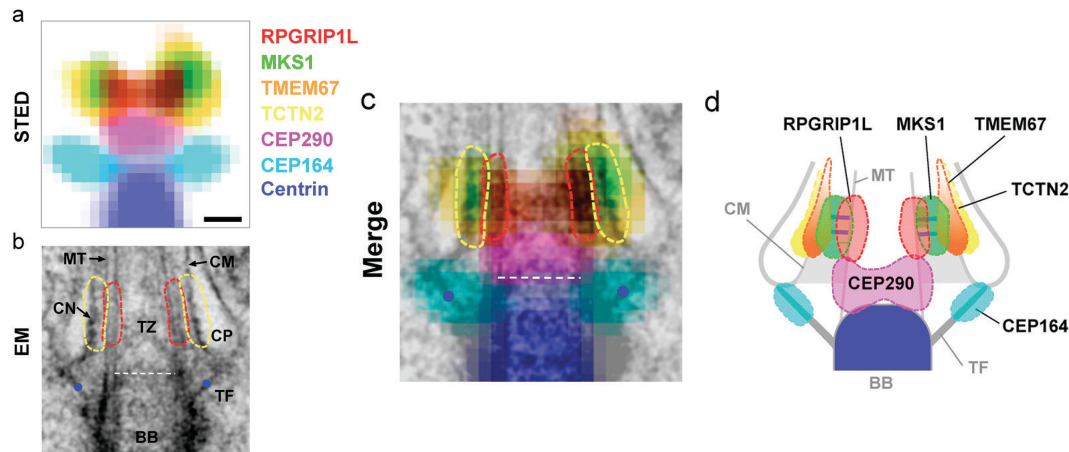 a
STED
RPGRIP1L
MKS1
TMEM67
TCTN2
CEP290
CEP164
Centrin
b
EM
MT
CM
CN
TZ
CP
TF
BB
c
Merge
d
RPGRIP1L
MKS1
TMEM67
MT
TCTN2
CM
CEP290
CEP164
TF
BB